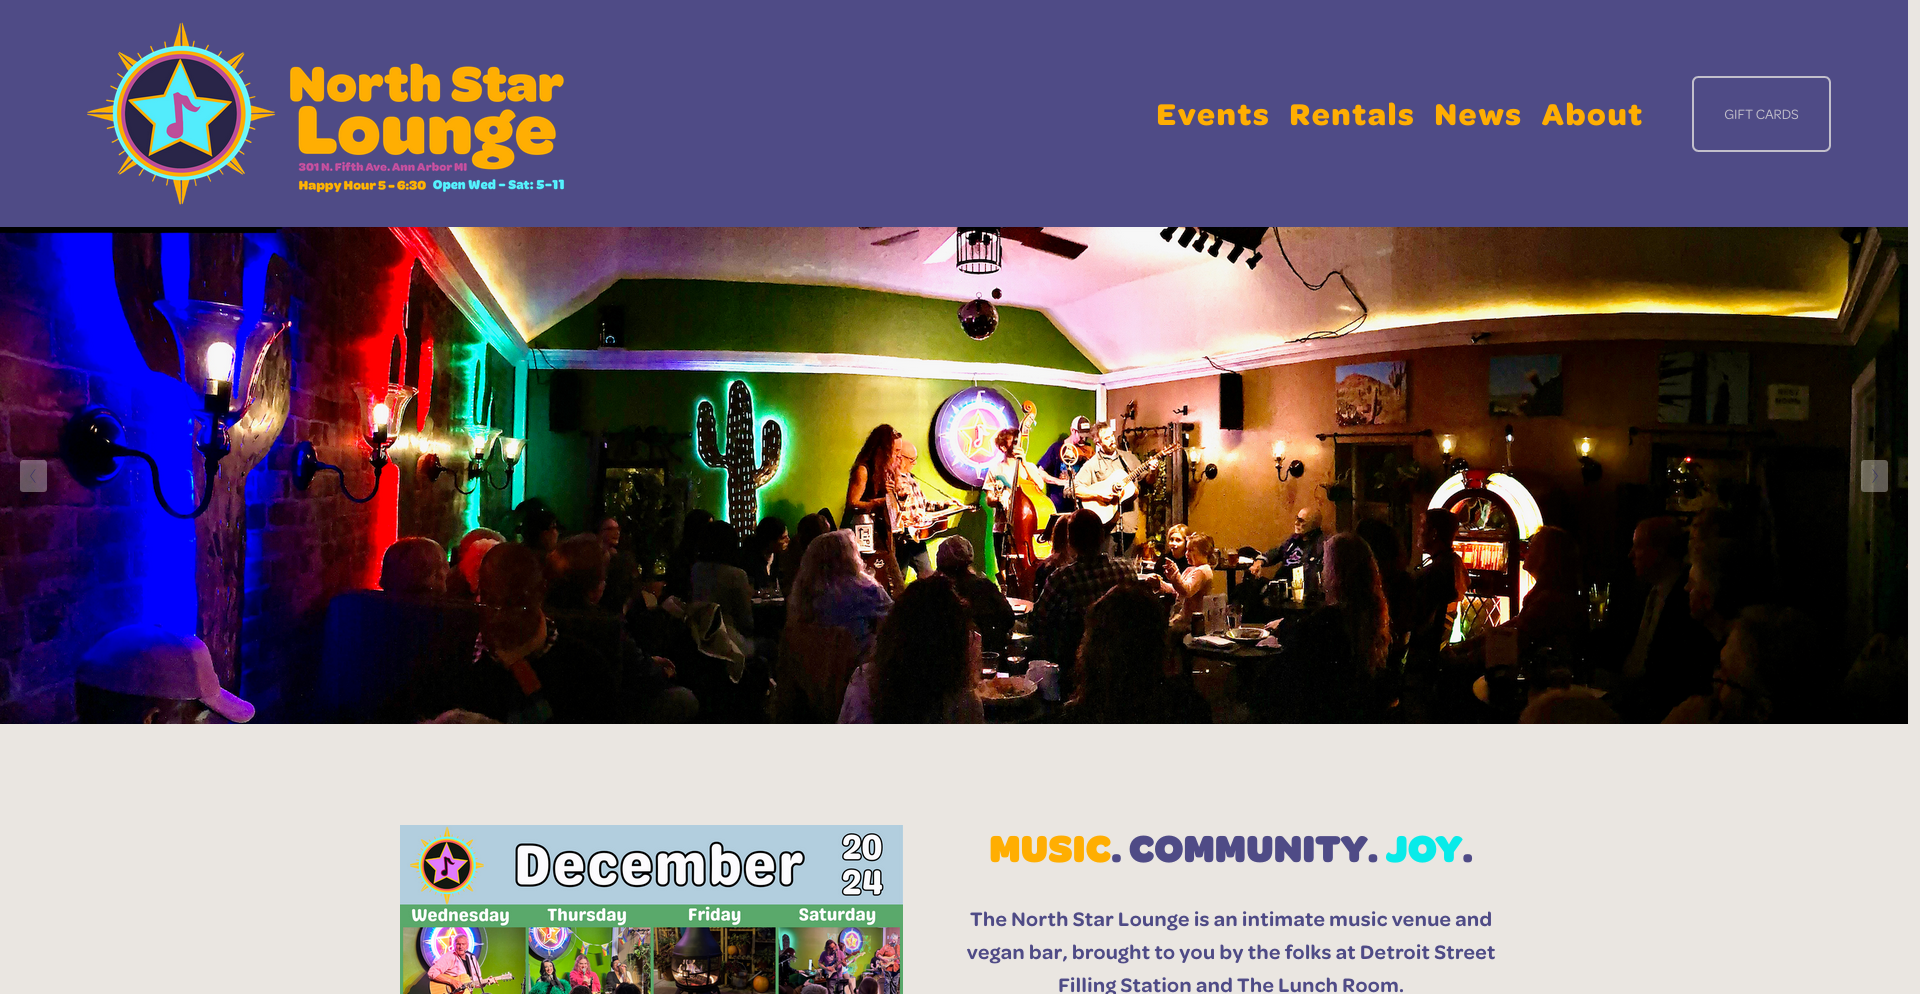 North Star
Lounge
301 N. Fifth Ave. Ann Arbor MI
Happy Hour 5 - 6:30 Open Wed - Sat: 5-11
Events Rentals News About
GIFT CARDS
December
20
24
Wednesday Thursday Friday Saturday
MUSIC. COMMUNITY. JOY.
The North Star Lounge is an intimate music venue and
vegan bar, brought to you by the folks at Detroit Street
Filling Station and The Lunch Room.